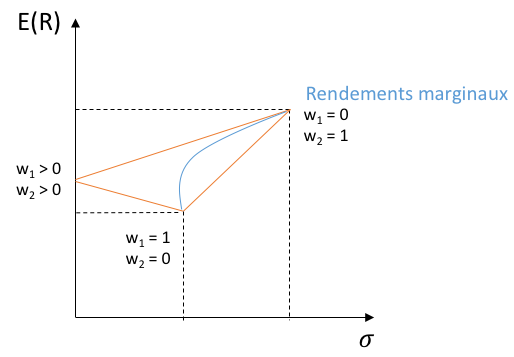 E(R)
Rendements marginaux
w₁ = 0
w₂ = 1
w₁ > 0
w₂ > 0
w₁ = 1
w₂ = 0
σ